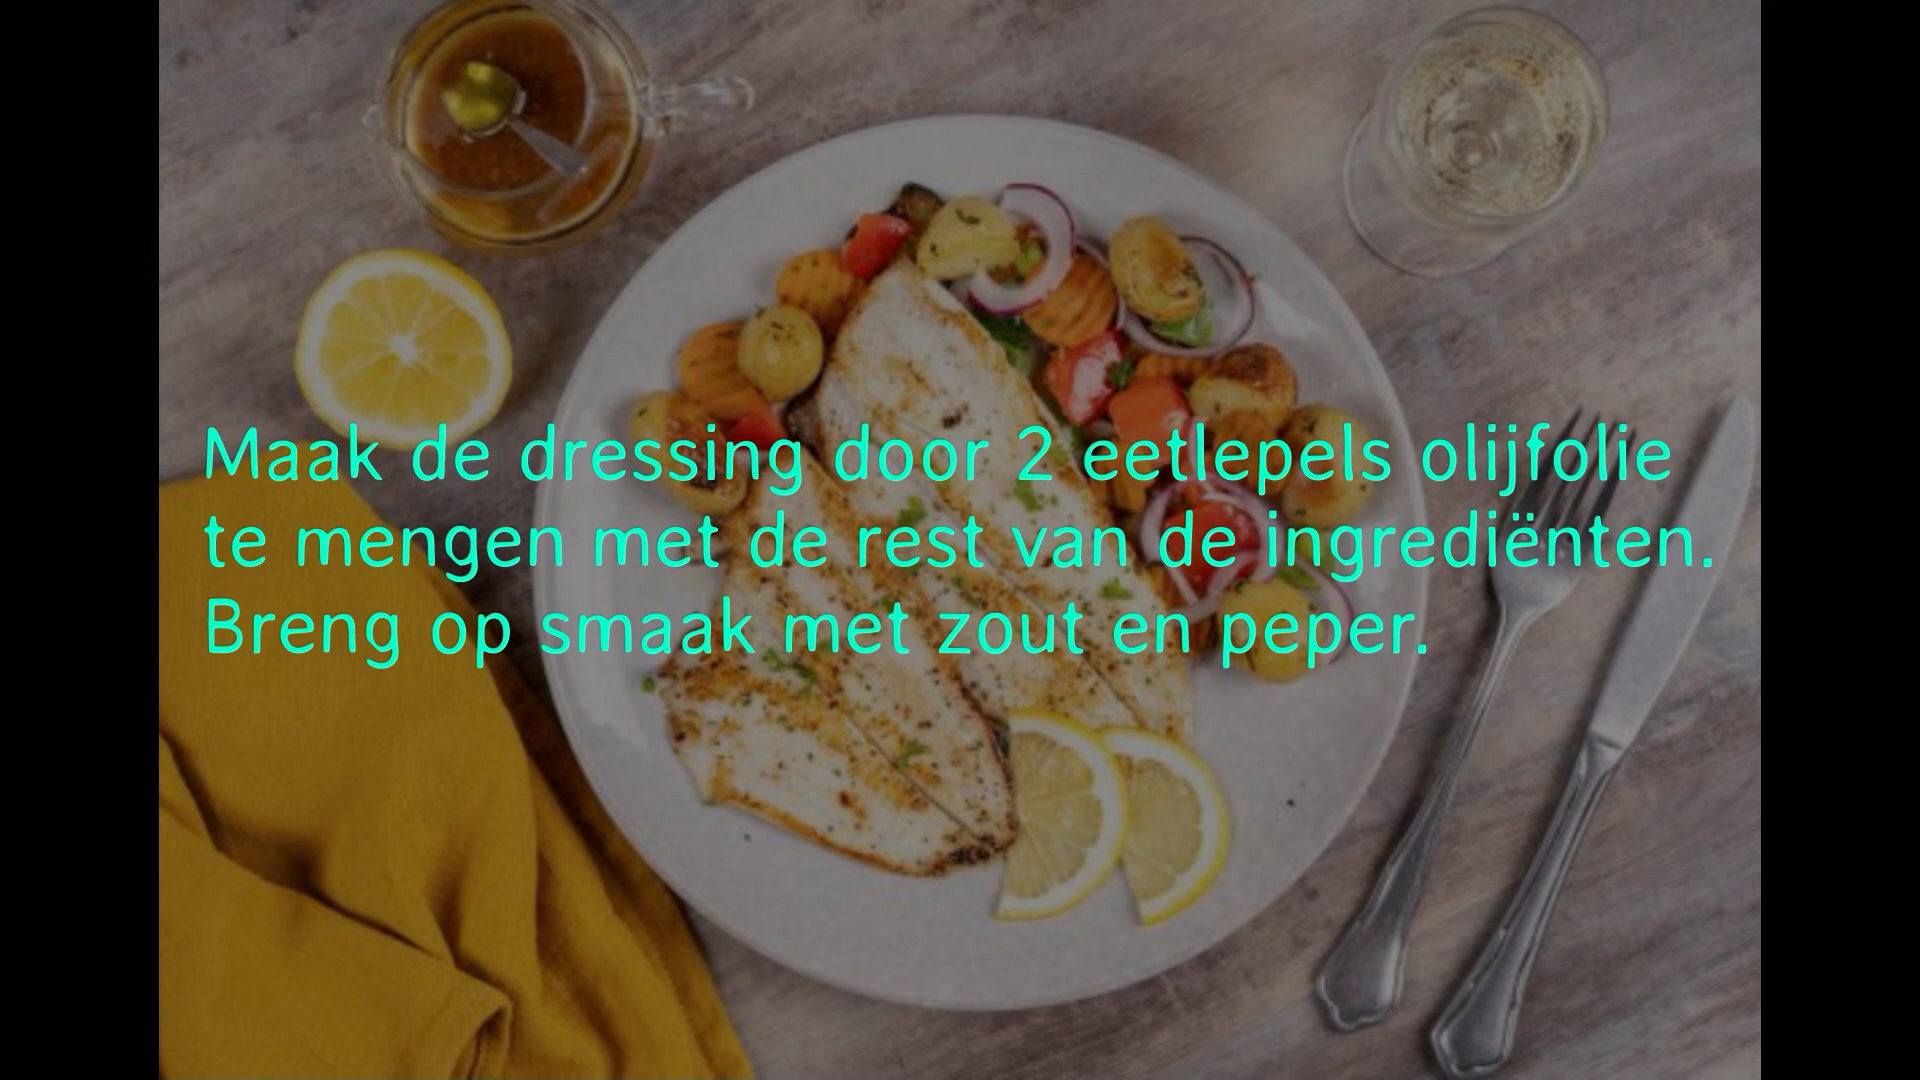 Maak de dressing door 2 eetlepels olijfolie
te mengen met de rest van de ingrediënten.
Breng op smaak met zout en peper.